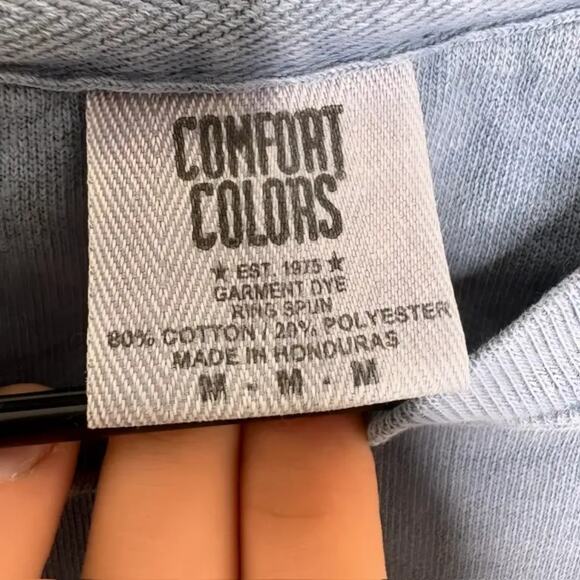 COMFORT
COLORS
★ EST. 1975 ★
GARMENT DYE
RING SPUN
80% COTTON / 20% POLYESTER
MADE IN HONDURAS
M - M - M